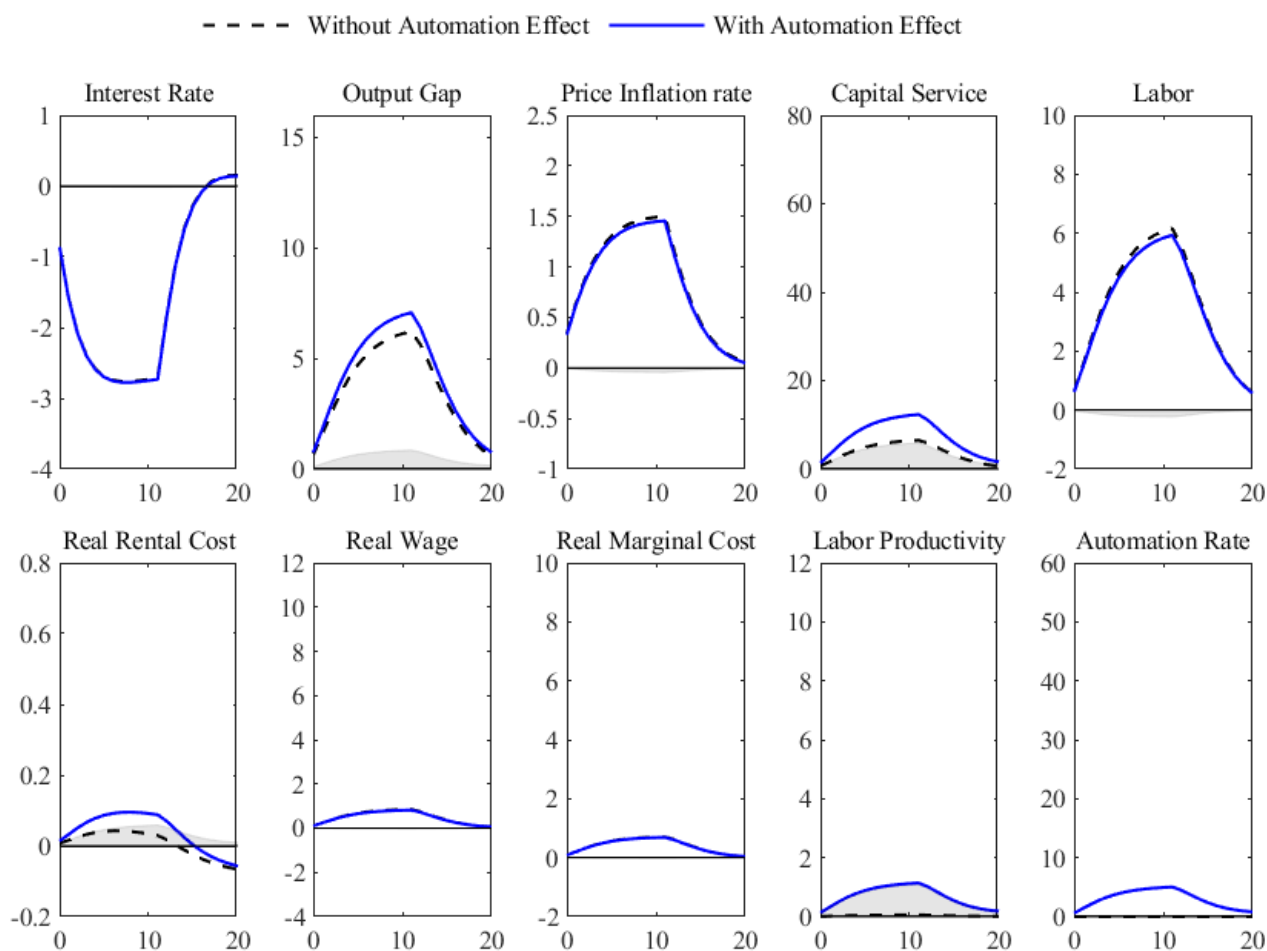 Without Automation Effect With Automation Effect
Interest Rate Output Gap Price Inflation rate Capital Service Labor
1 0 -1 -2 -3 -4
0 10 20
15 10 5 0
0 10 20
2.5 2 1.5 1 0.5 0 -0.5 -1
0 10 20
80 60 40 20 0
0 10 20
10 8 6 4 2 0 -2
0 10 20
Real Rental Cost Real Wage Real Marginal Cost Labor Productivity Automation Rate
0.8 0.6 0.4 0.2 0 -0.2
0 10 20
12 10 8 6 4 2 0 -2 -4
0 10 20
10 8 6 4 2 0 -2
0 10 20
12 10 8 6 4 2 0
0 10 20
60 50 40 30 20 10 0
0 10 20